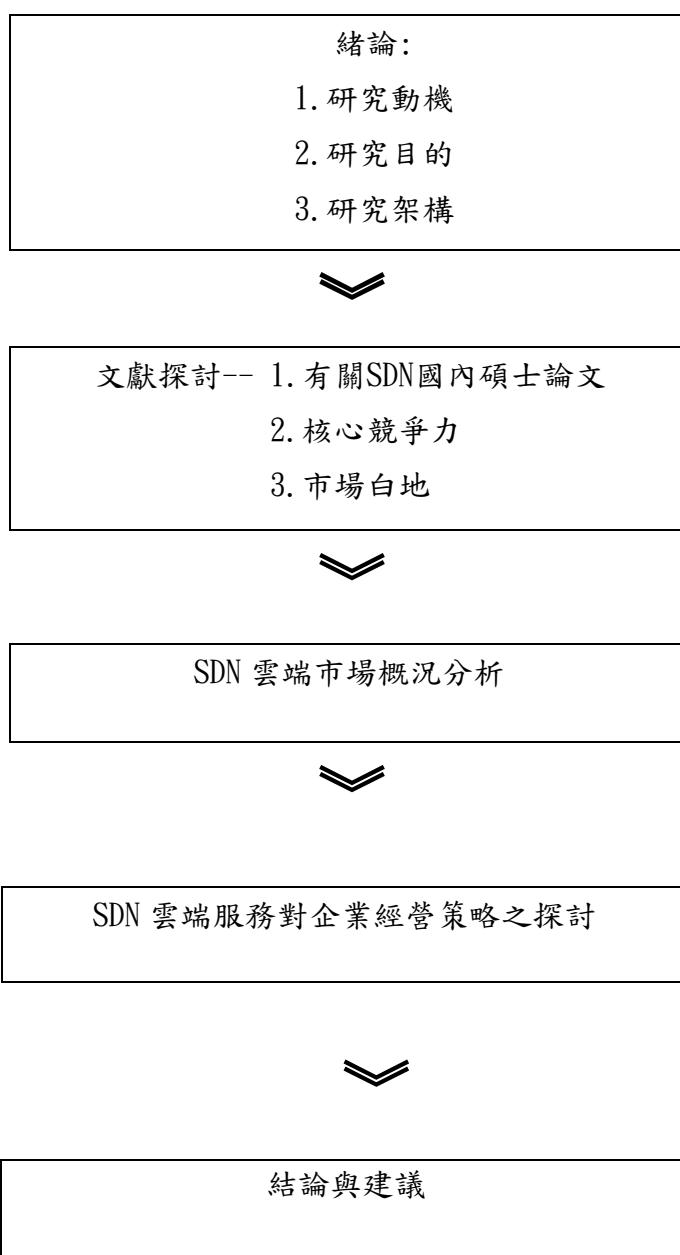 緒論:
1.研究動機
2.研究目的
3.研究架構
文獻探討-- 1.有關SDN國內碩士論文
2.核心競爭力
3.市場白地
SDN 雲端市場概況分析
SDN 雲端服務對企業經營策略之探討
結論與建議